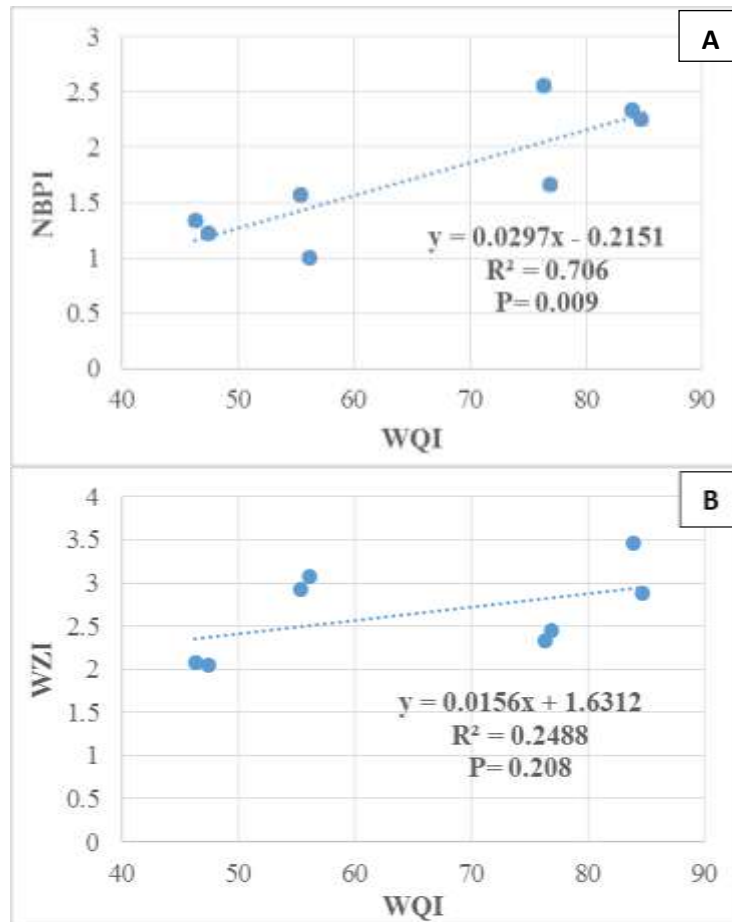 A
3
2.5
2
1.5
1
0.5
0
NBPI
y = 0.0297x - 0.2151
R² = 0.706
P= 0.009
40 50 60 70 80 90
WQI
B
4
3.5
3
2.5
2
1.5
1
0.5
0
WZI
y = 0.0156x + 1.6312
R² = 0.2488
P= 0.208
40 50 60 70 80 90
WQI